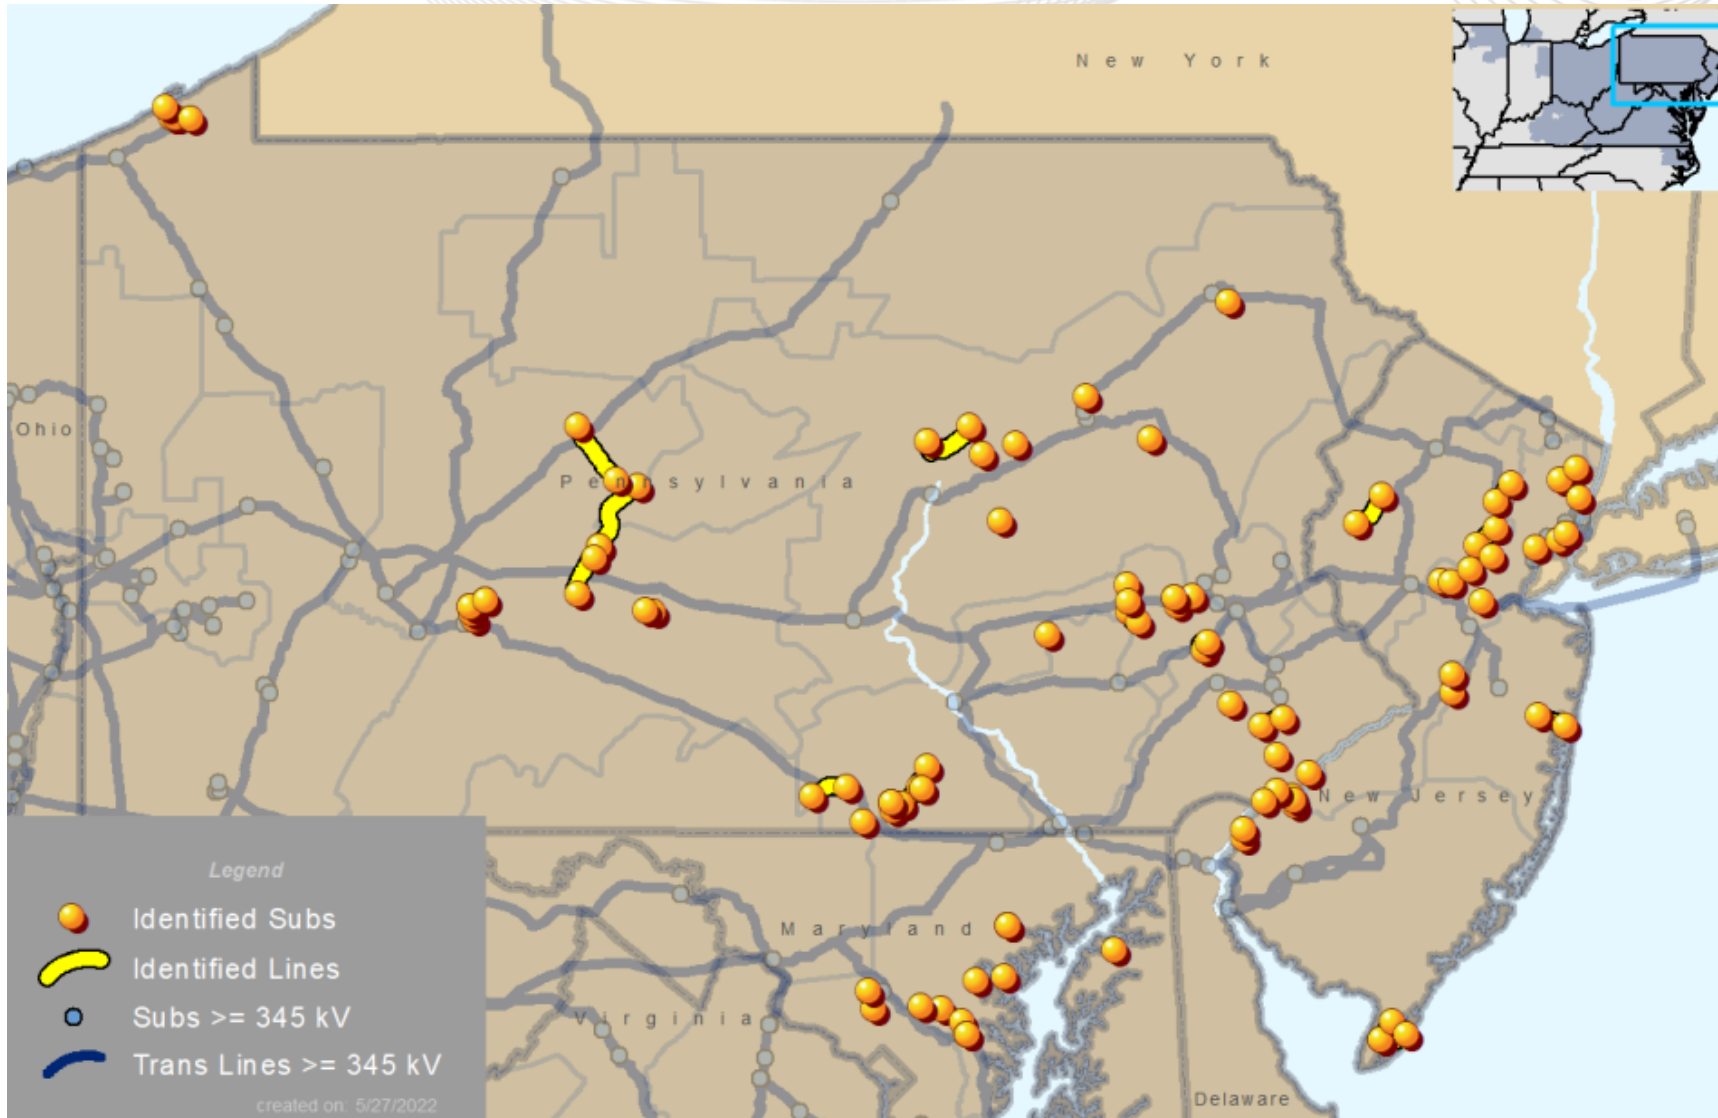 New York
Ohio
Pennsylvania
New Jersey
Maryland
Virginia
Delaware
Legend
Identified Subs
Identified Lines
Subs >= 345 kV
Trans Lines >= 345 kV
created on: 5/27/2022